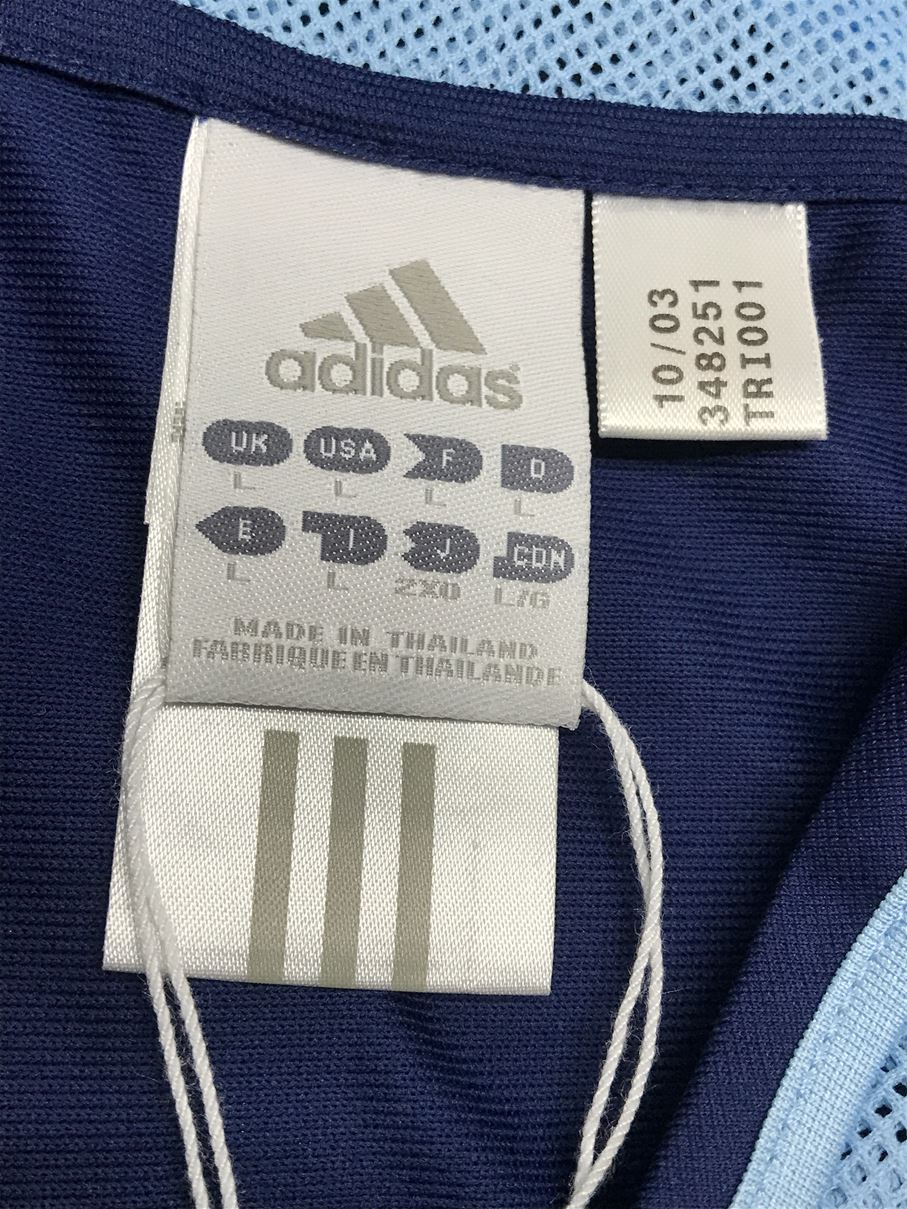 adidas
UK USA F D
L L L L
E I J CDN
L L 2XO L/G
MADE IN THAILAND
FABRIQUE EN THAILANDE
10/03
348251
TRI001